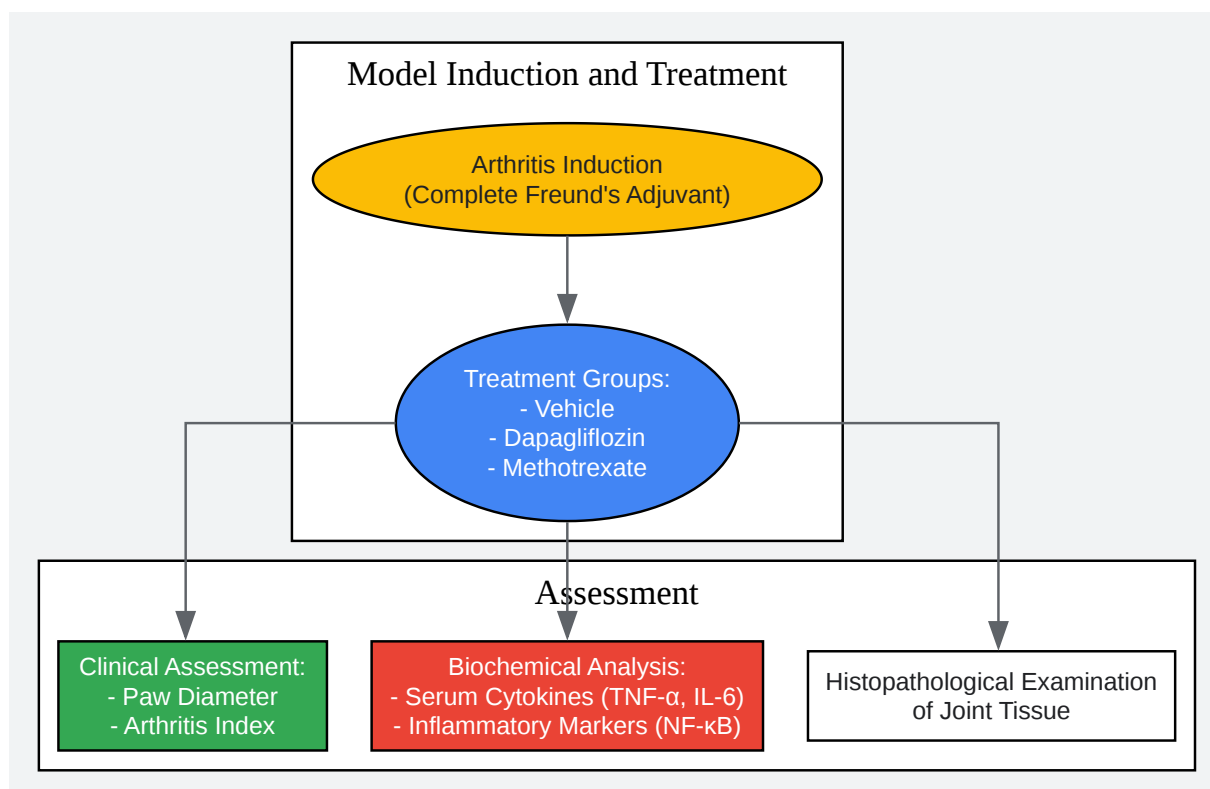 Model Induction and Treatment
Arthritis Induction
(Complete Freund's Adjuvant)
Treatment Groups:
- Vehicle
- Dapagliflozin
- Methotrexate
Assessment
Clinical Assessment:
- Paw Diameter
- Arthritis Index
Biochemical Analysis:
- Serum Cytokines (TNF-α, IL-6)
- Inflammatory Markers (NF-κB)
Histopathological Examination
of Joint Tissue